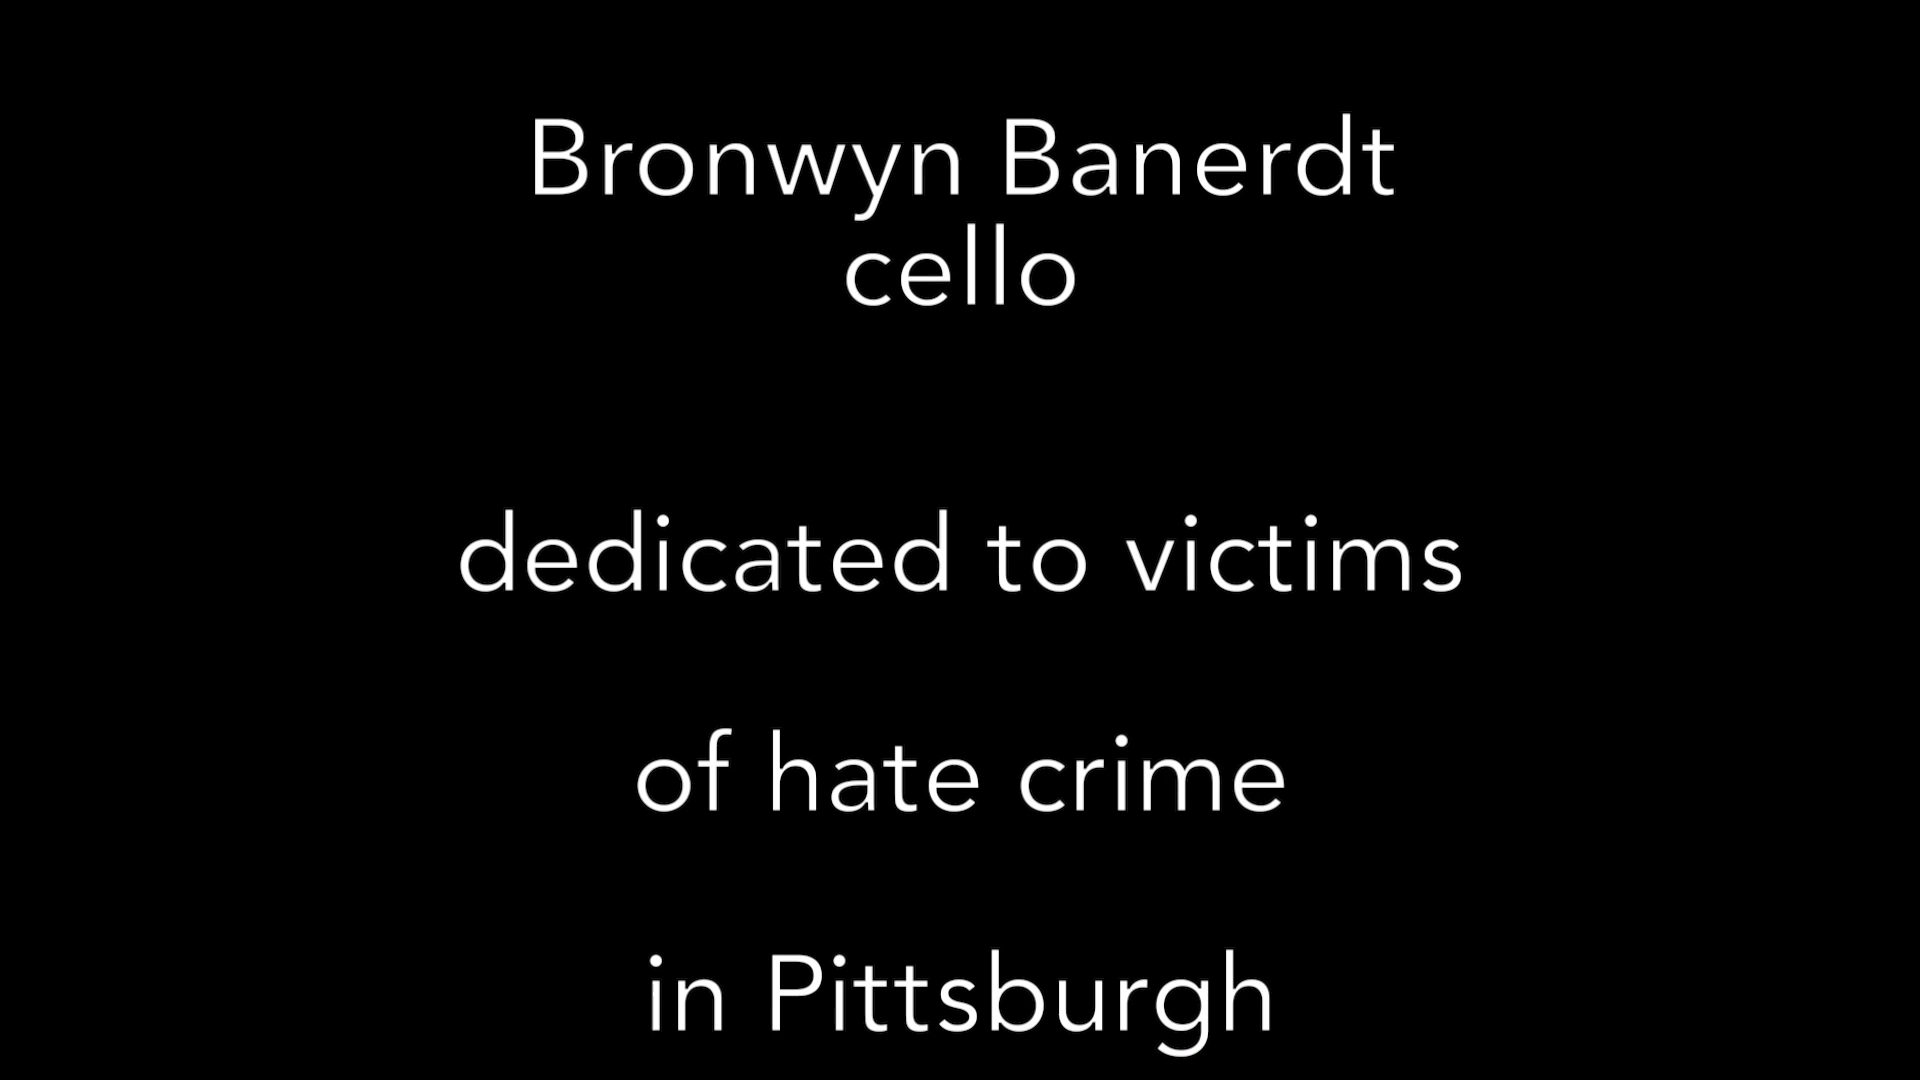 Bronwyn Banerdt
cello
dedicated to victims
of hate crime
in Pittsburgh